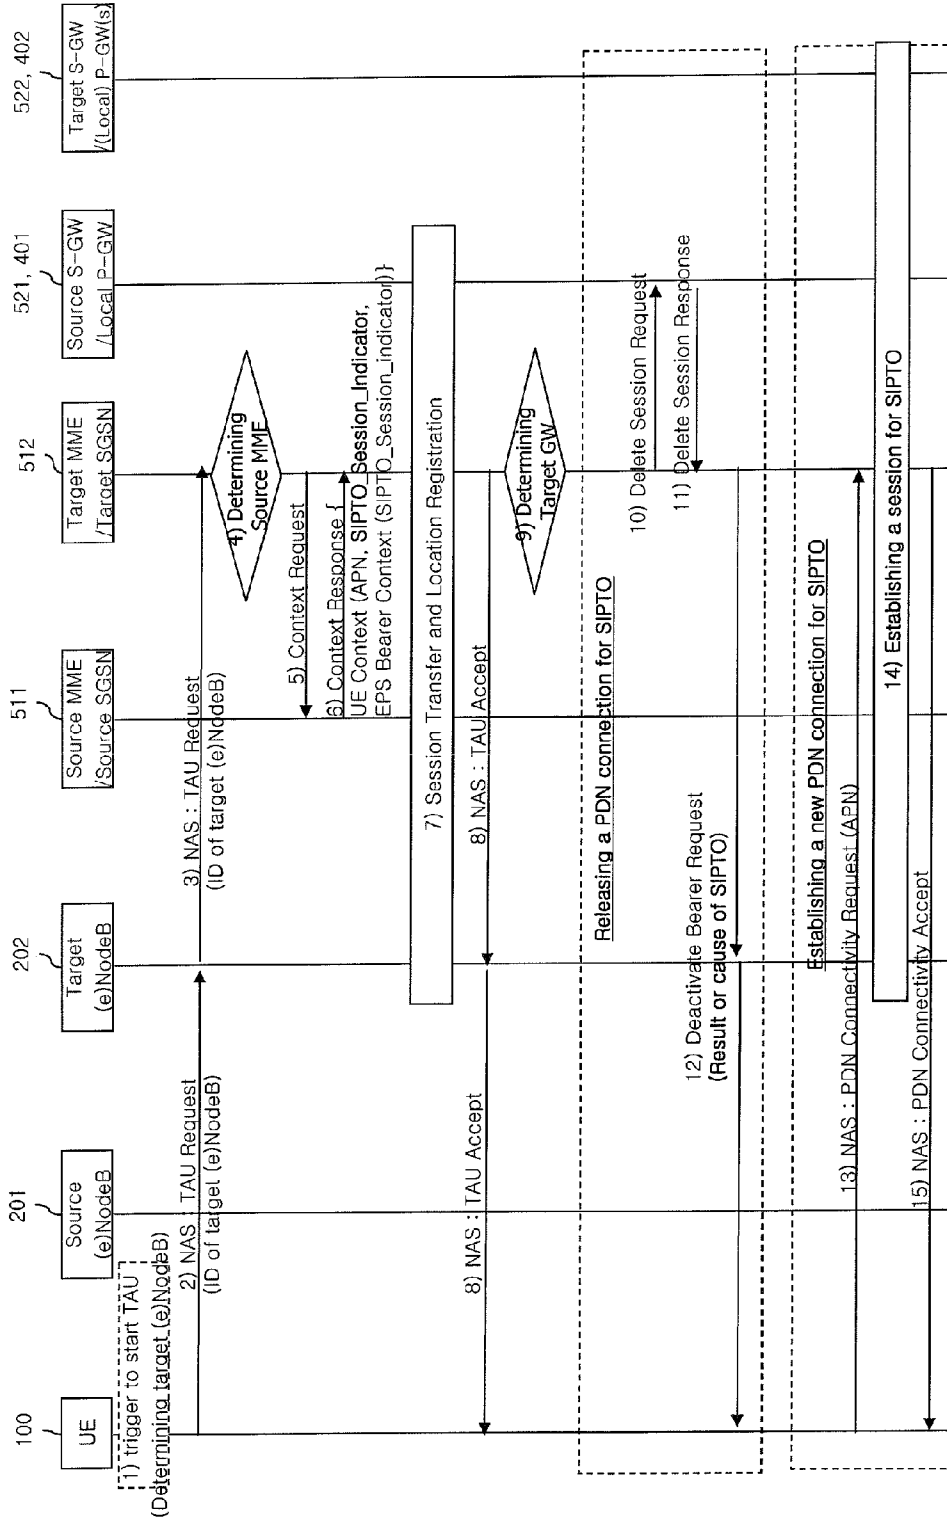 100
UE
201
Source
(e)NodeB
202
Target
(e)NodeB
511
Source MME
/Source SGSN
512
Target MME
/Target SGSN
521, 401
Source S-GW
/Local P-GW
522, 402
Target S-GW
/(Local) P-GW(s)
1) trigger to start TAU
(Determining target (e)NodeB)
2) NAS : TAU Request
(ID of target (e)NodeB)
3) NAS : TAU Request
(ID of target (e)NodeB)
4) Determining
Source MME
5) Context Request
6) Context Response {
UE Context (APN, SIPTO_Session_Indicator,
EPS Bearer Context (SIPTO_Session_indicator)}
7) Session Transfer and Location Registration
8) NAS : TAU Accept
8) NAS : TAU Accept
9) Determining
Target GW
Releasing a PDN connection for SIPTO
10) Delete Session Request
11) Delete Session Response
12) Deactivate Bearer Request
(Result or cause of SIPTO)
Establishing a new PDN connection for SIPTO
13) NAS : PDN Connectivity Request (APN)
14) Establishing a session for SIPTO
15) NAS : PDN Connectivity Accept